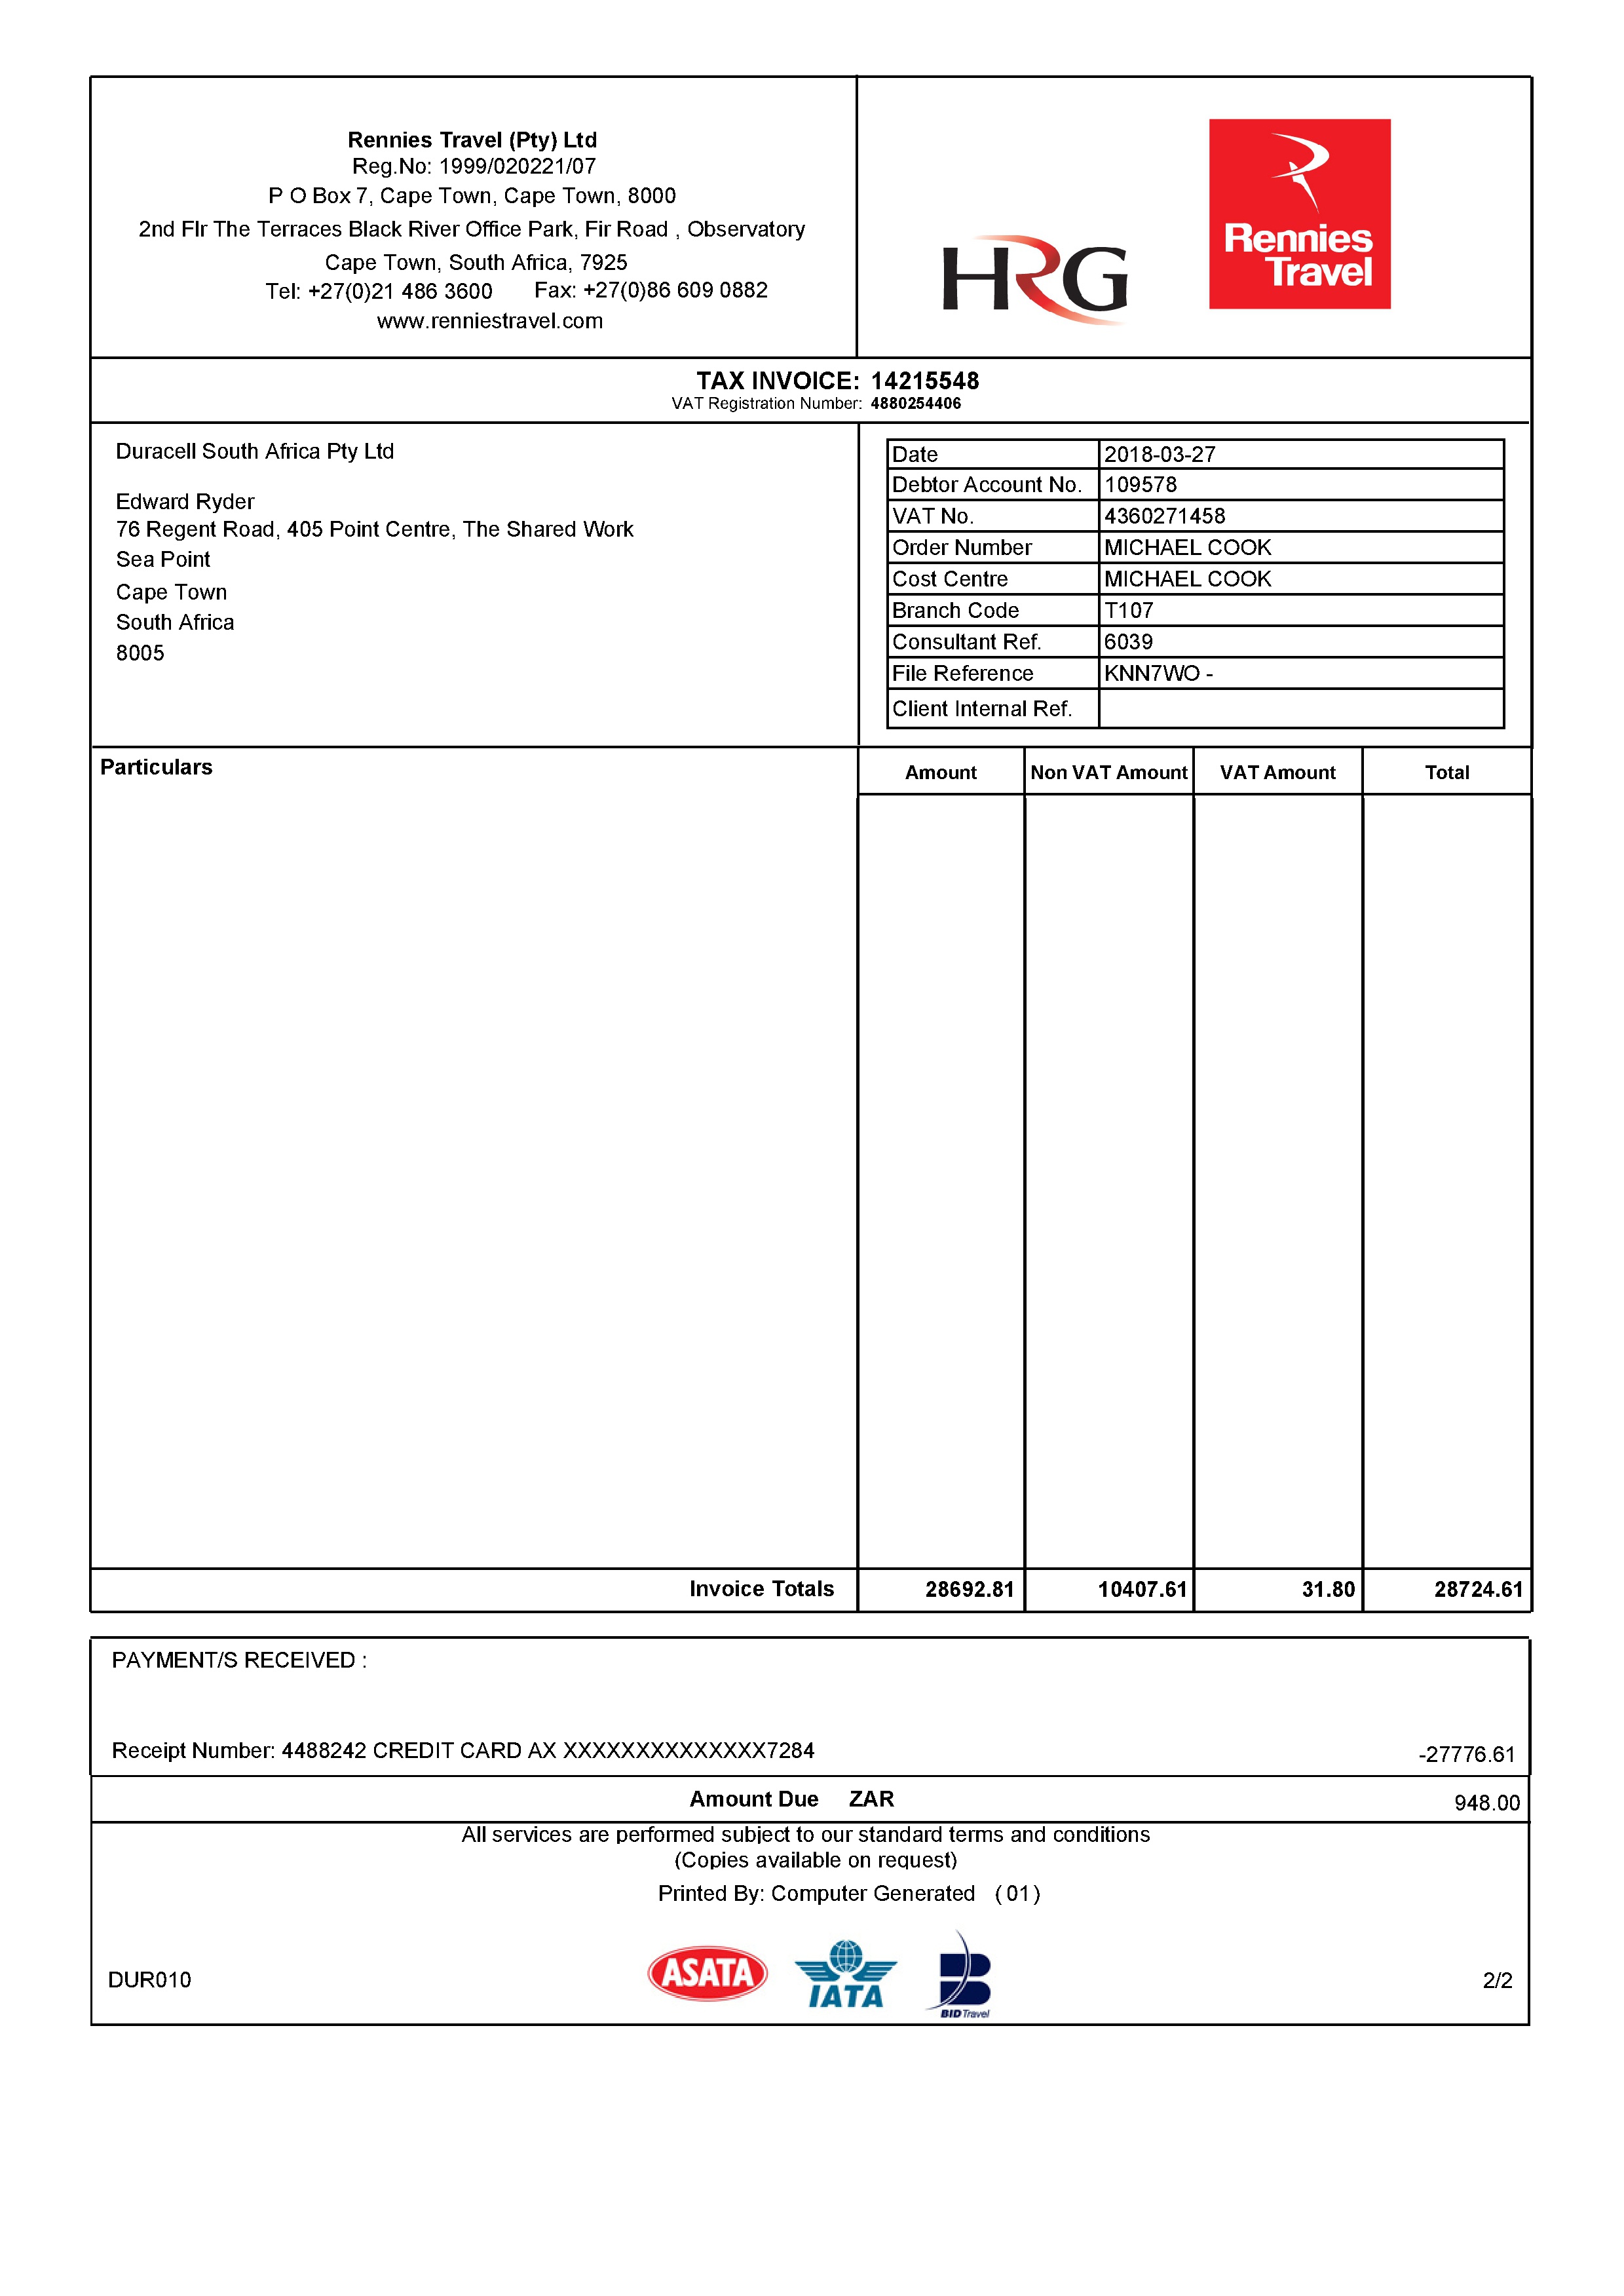 Rennies Travel (Pty) Ltd
Reg.No: 1999/020221/07
P O Box 7, Cape Town, Cape Town, 8000
2nd Flr The Terraces Black River Office Park, Fir Road , Observatory
Cape Town, South Africa, 7925
Tel: +27(0)21 486 3600 Fax: +27(0)86 609 0882
www.renniestravel.com
HRG
Rennies
Travel
TAX INVOICE: 14215548
VAT Registration Number: 4880254406
Duracell South Africa Pty Ltd
Edward Ryder
76 Regent Road, 405 Point Centre, The Shared Work
Sea Point
Cape Town
South Africa
8005
Date 2018-03-27
Debtor Account No. 109578
VAT No. 4360271458
Order Number MICHAEL COOK
Cost Centre MICHAEL COOK
Branch Code T107
Consultant Ref. 6039
File Reference KNN7WO -
Client Internal Ref.
Particulars Amount Non VAT Amount VAT Amount Total
Invoice Totals 28692.81 10407.61 31.80 28724.61
PAYMENT/S RECEIVED :
Receipt Number: 4488242 CREDIT CARD AX XXXXXXXXXXXXXX7284 -27776.61
Amount Due ZAR 948.00
All services are performed subject to our standard terms and conditions
(Copies available on request)
Printed By: Computer Generated ( 01 )
DUR010 ASATA IATA BIDTravel 2/2